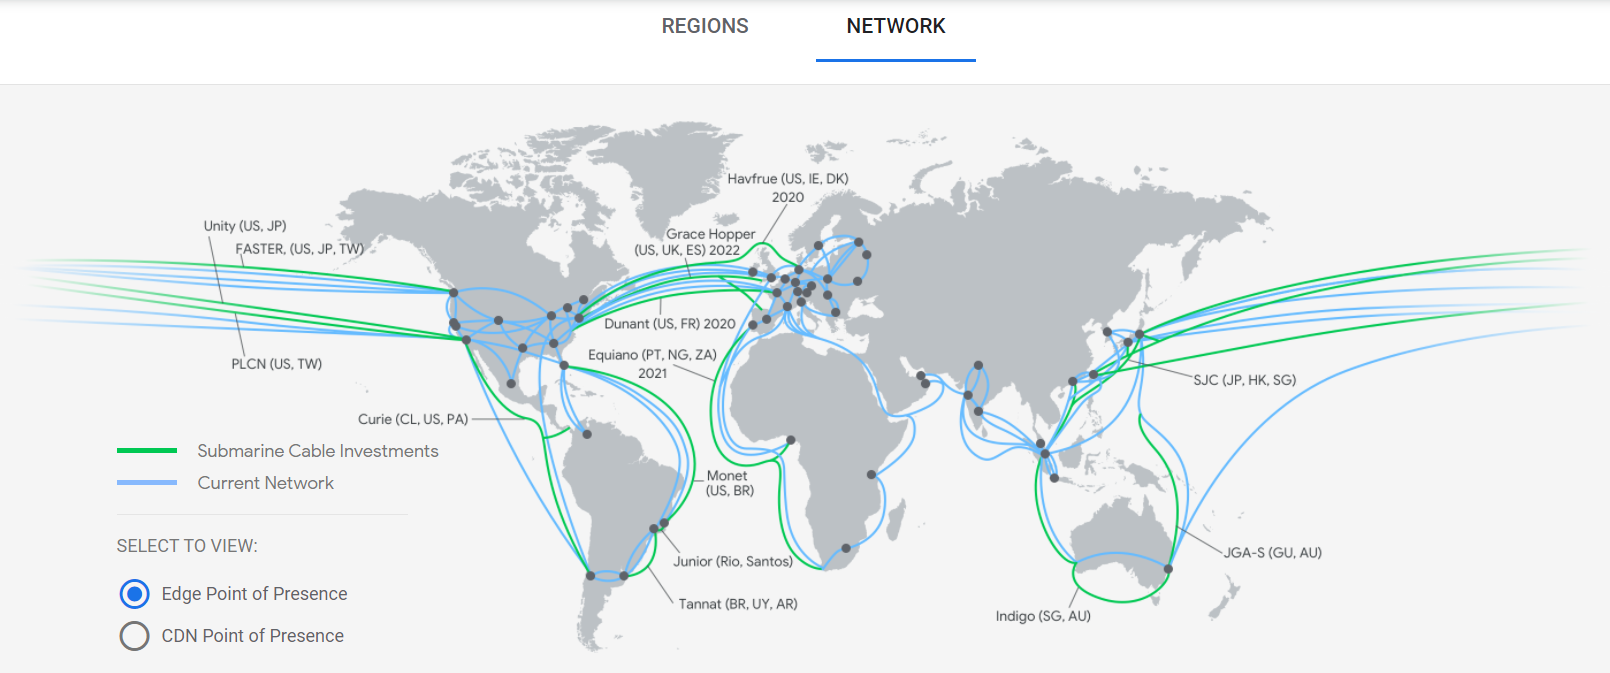 REGIONS
NETWORK
Havfrue (US, IE, DK)
2020
Unity (US, JP)
FASTER, (US, JP, TW)
Grace Hopper
(US, UK, ES) 2022
Dunant (US, FR) 2020
PLCN (US, TW)
Equiano (PT, NG, ZA)
2021
SJC (JP, HK, SG)
Curie (CL, US, PA)
Submarine Cable Investments
Current Network
Monet
(US, BR)
SELECT TO VIEW:
JGA-S (GU, AU)
Junior (Rio, Santos)
Edge Point of Presence
Tannat (BR, UY, AR)
Indigo (SG, AU)
CDN Point of Presence